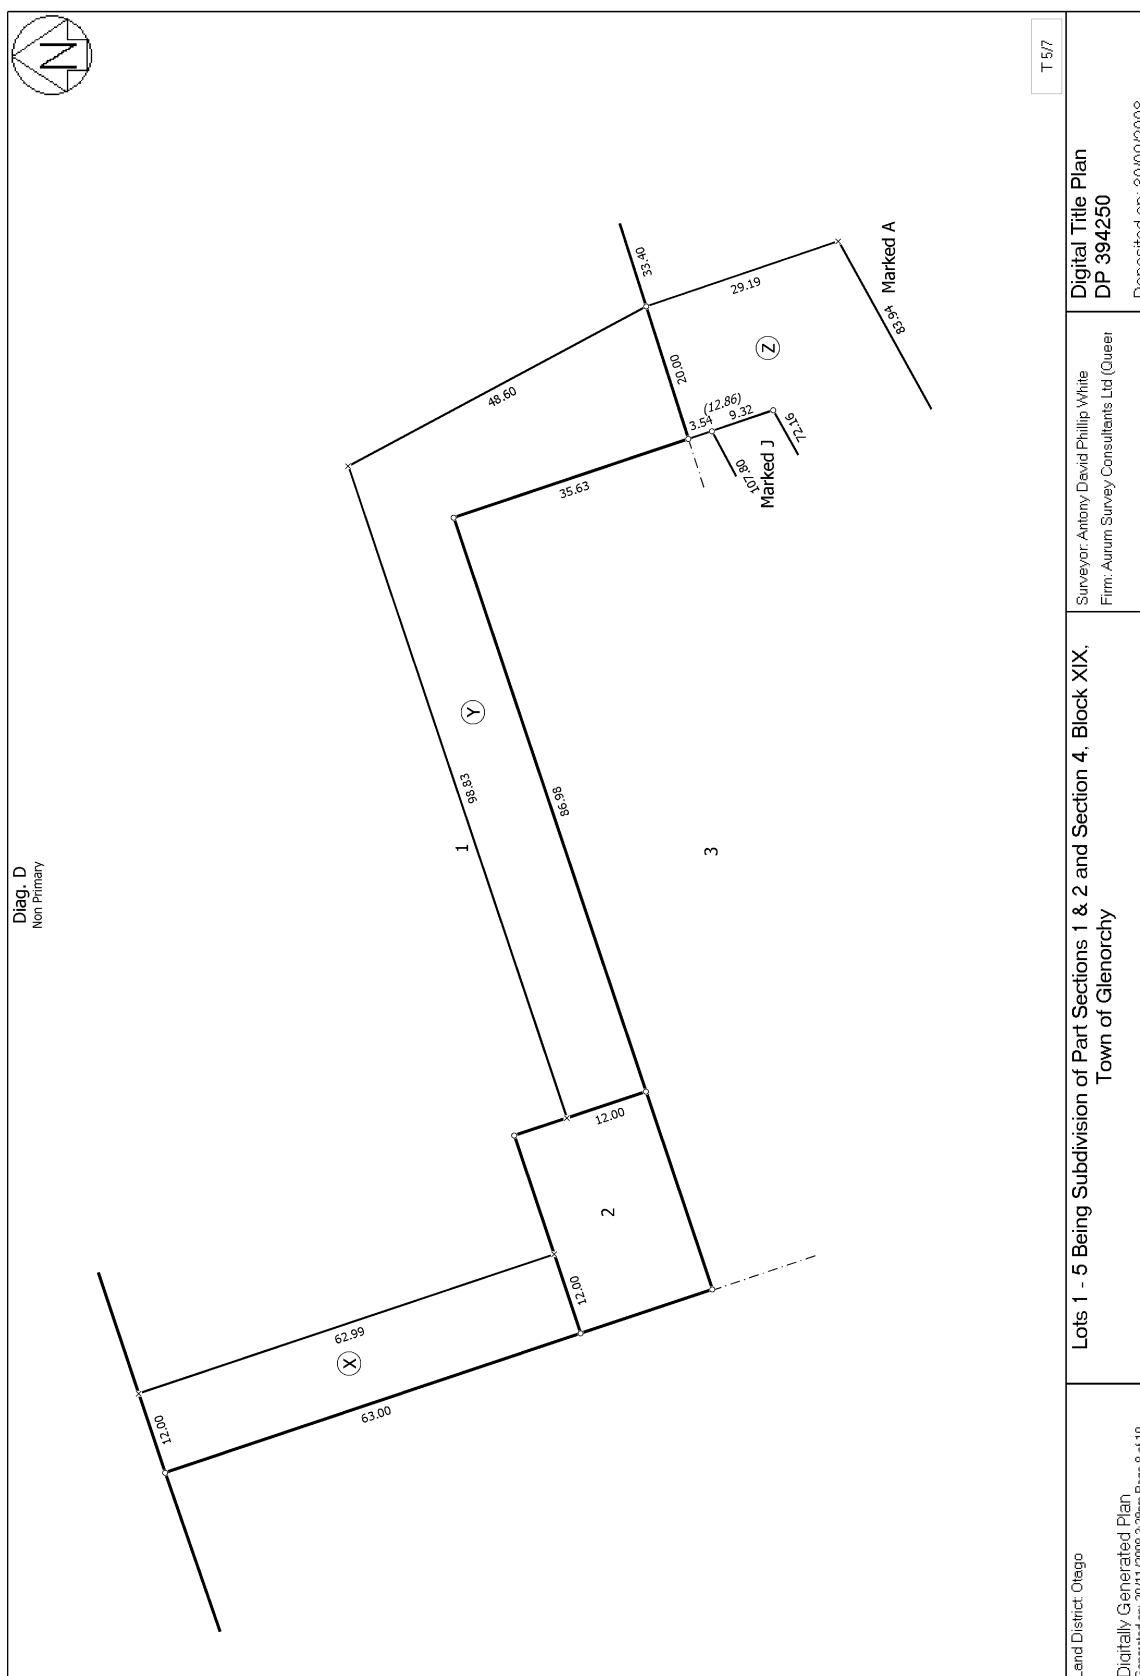 Diag. D
Non Primary
N
T 5/7
12.00
62.99
X
63.00
12.00
2
12.00
1
98.83
Y
86.98
3
48.60
35.63
33.40
20.00
29.19
Z
(12.86)
3.54
9.32
107.80
72.16
Marked J
83.94
Marked A
Land District: Otago
Digitally Generated Plan
Lots 1 - 5 Being Subdivision of Part Sections 1 & 2 and Section 4, Block XIX,
Town of Glenorchy
Surveyor: Antony David Phillip White
Firm: Aurum Survey Consultants Ltd (Queen
Digital Title Plan
DP 394250
Deposited on: